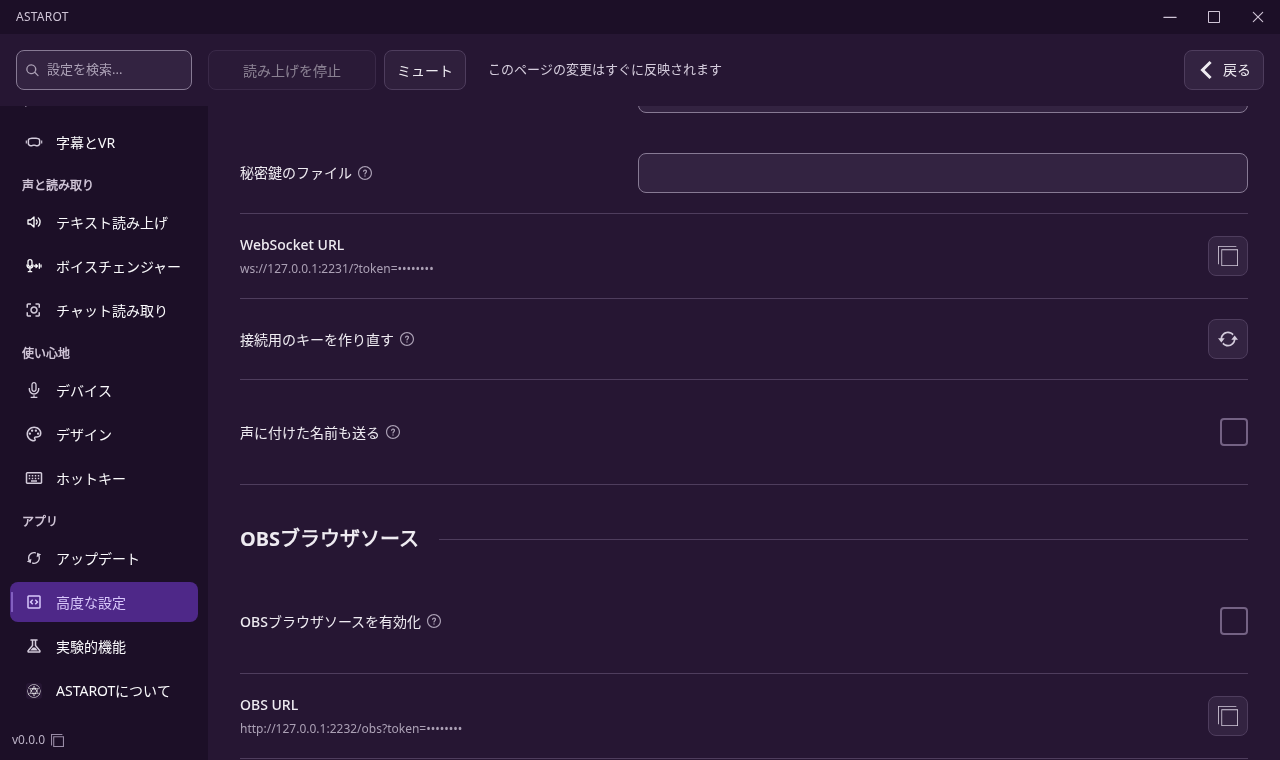 ASTAROT
設定を検索...
読み上げを停止
ミュート
このページの変更はすぐに反映されます
戻る
字幕とVR
声と読み取り
テキスト読み上げ
ボイスチェンジャー
チャット読み取り
使い心地
デバイス
デザイン
ホットキー
アプリ
アップデート
高度な設定
実験的機能
ASTAROTについて
v0.0.0
秘密鍵のファイル
WebSocket URL
ws://127.0.0.1:2231/?token=••••••••
接続用のキーを作り直す
声に付けた名前も送る
OBSブラウザソース
OBSブラウザソースを有効化
OBS URL
http://127.0.0.1:2232/obs?token=••••••••